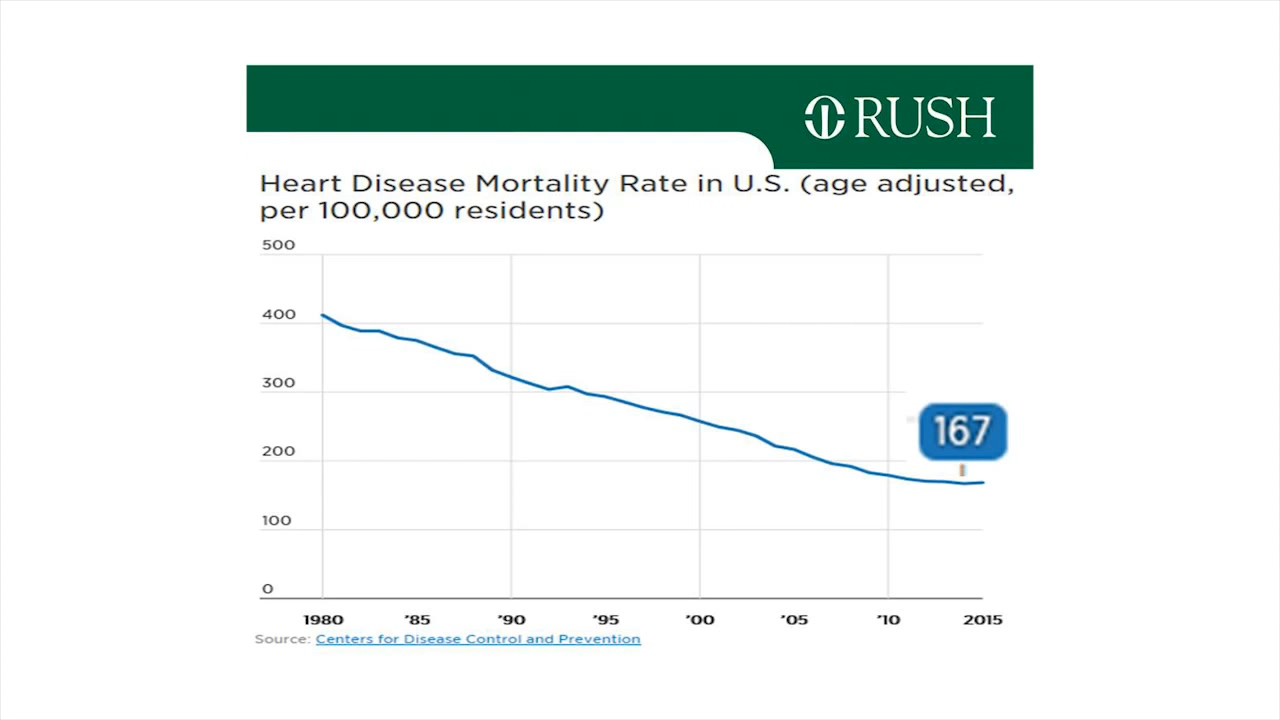 RUSH
Heart Disease Mortality Rate in U.S. (age adjusted,
per 100,000 residents)
500
400
300
167
200
100
0
1980 '85 '90 '95 '00 '05 '10 2015
Source: Centers for Disease Control and Prevention